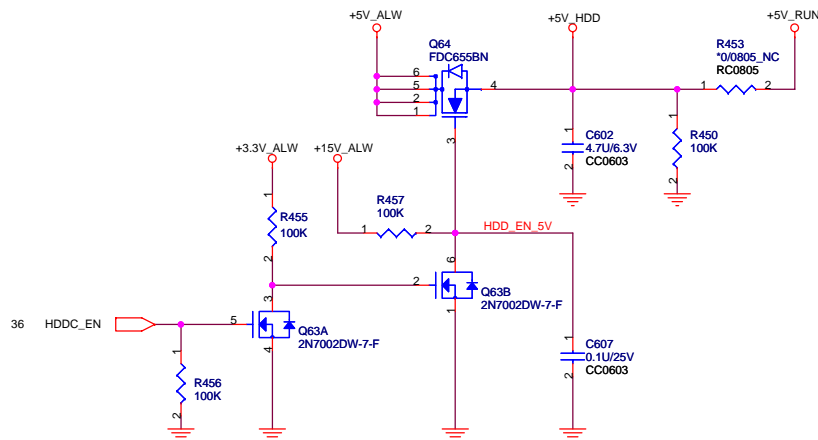 +5V_ALW
+5V_HDD
+5V_RUN
Q64
FDC655BN
R453
*0/0805_NC
RC0805
6
5
2
1
4
3
1
2
C602
4.7U/6.3V
CC0603
1
2
R450
100K
1
2
+3.3V_ALW
+15V_ALW
R455
100K
1
2
R457
100K
1
2
HDD_EN_5V
6
2
1
Q63B
2N7002DW-7-F
36
HDDC_EN
5
3
4
Q63A
2N7002DW-7-F
R456
100K
1
2
C607
0.1U/25V
CC0603
1
2